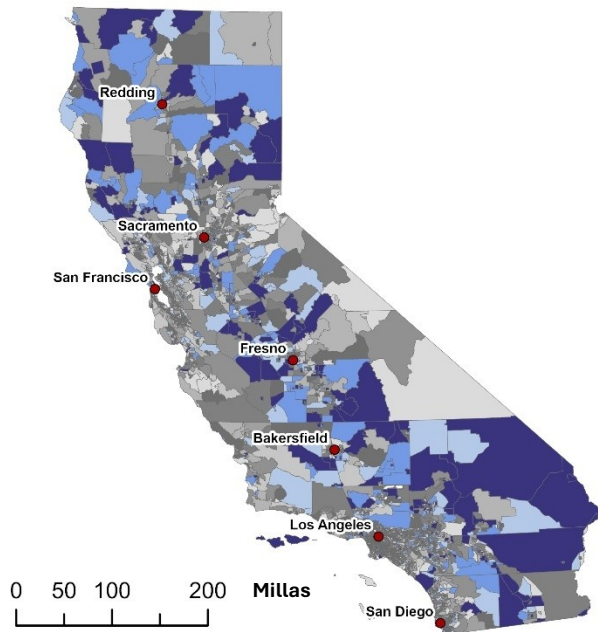 Redding
Sacramento
San Francisco
Fresno
Bakersfield
Los Angeles
0 50 100 200 Millas
San Diego